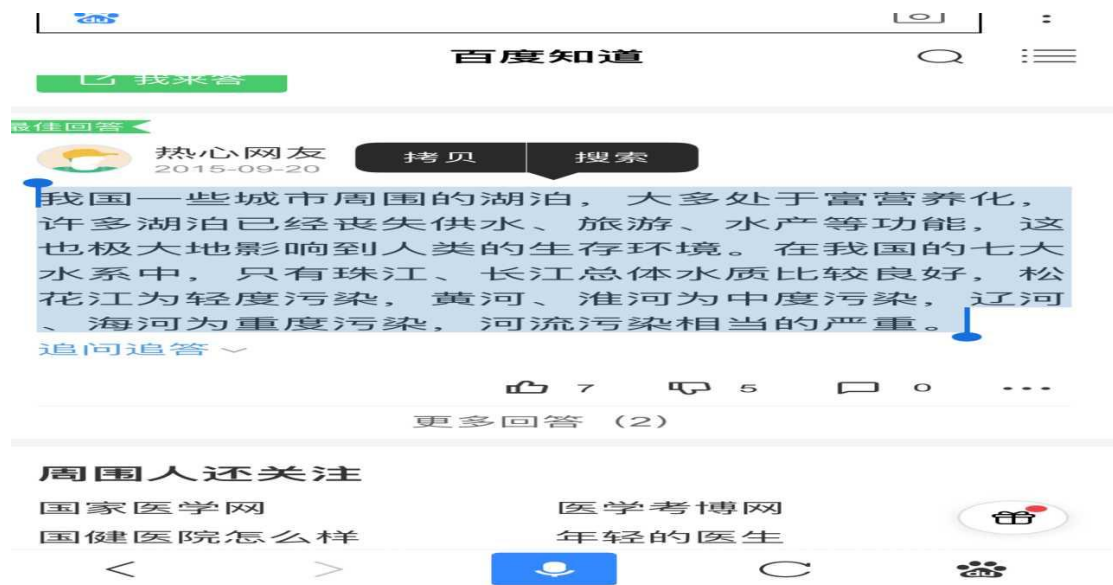 百度知道
我来答
最佳回答
热心网友
2015-09-20
拷贝 搜索
我国一些城市周围的湖泊，大多处于富营养化，
许多湖泊已经丧失供水、旅游、水产等功能，这
也极大地影响到人类的生存环境。在我国的七大
水系中，只有珠江、长江总体水质比较良好，松
花江为轻度污染，黄河、淮河为中度污染，辽河
、海河为重度污染，河流污染相当的严重。
追问追答
7 5 0
更多回答（2）
周围人还关注
国家医学网 医学考博网
国健医院怎么样 年轻的医生